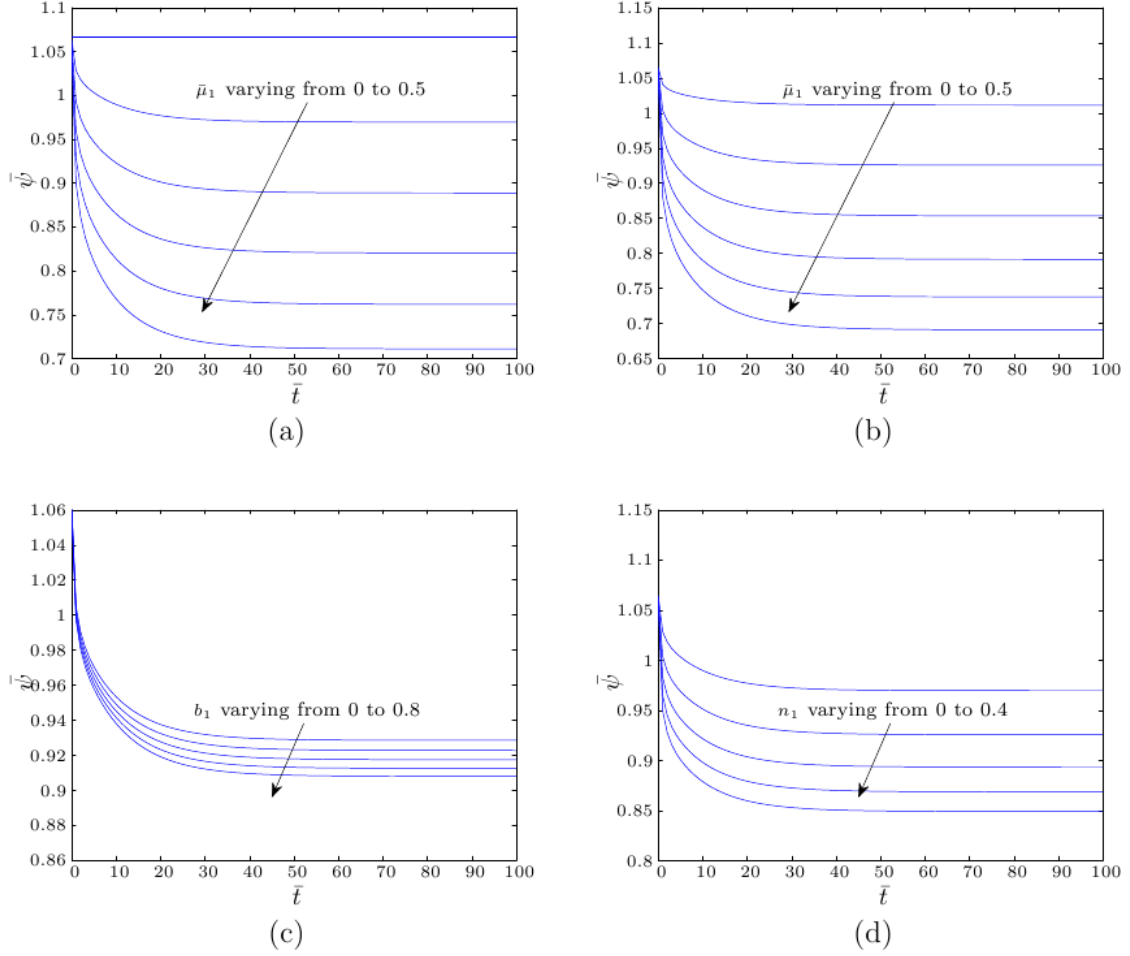 1.1
1.05
1
0.95
0.9
0.85
0.8
0.75
0.7
ψ̄
μ̄₁ varying from 0 to 0.5
0 10 20 30 40 50 60 70 80 90 100
t̄
(a)
1.15
1.1
1.05
1
0.95
0.9
0.85
0.8
0.75
0.7
0.65
ψ̄
μ̄₁ varying from 0 to 0.5
0 10 20 30 40 50 60 70 80 90 100
t̄
(b)
1.06
1.04
1.02
1
0.98
0.96
0.94
0.92
0.9
0.88
0.86
ψ̄
b₁ varying from 0 to 0.8
0 10 20 30 40 50 60 70 80 90 100
t̄
(c)
1.15
1.1
1.05
1
0.95
0.9
0.85
0.8
ψ̄
n₁ varying from 0 to 0.4
0 10 20 30 40 50 60 70 80 90 100
t̄
(d)